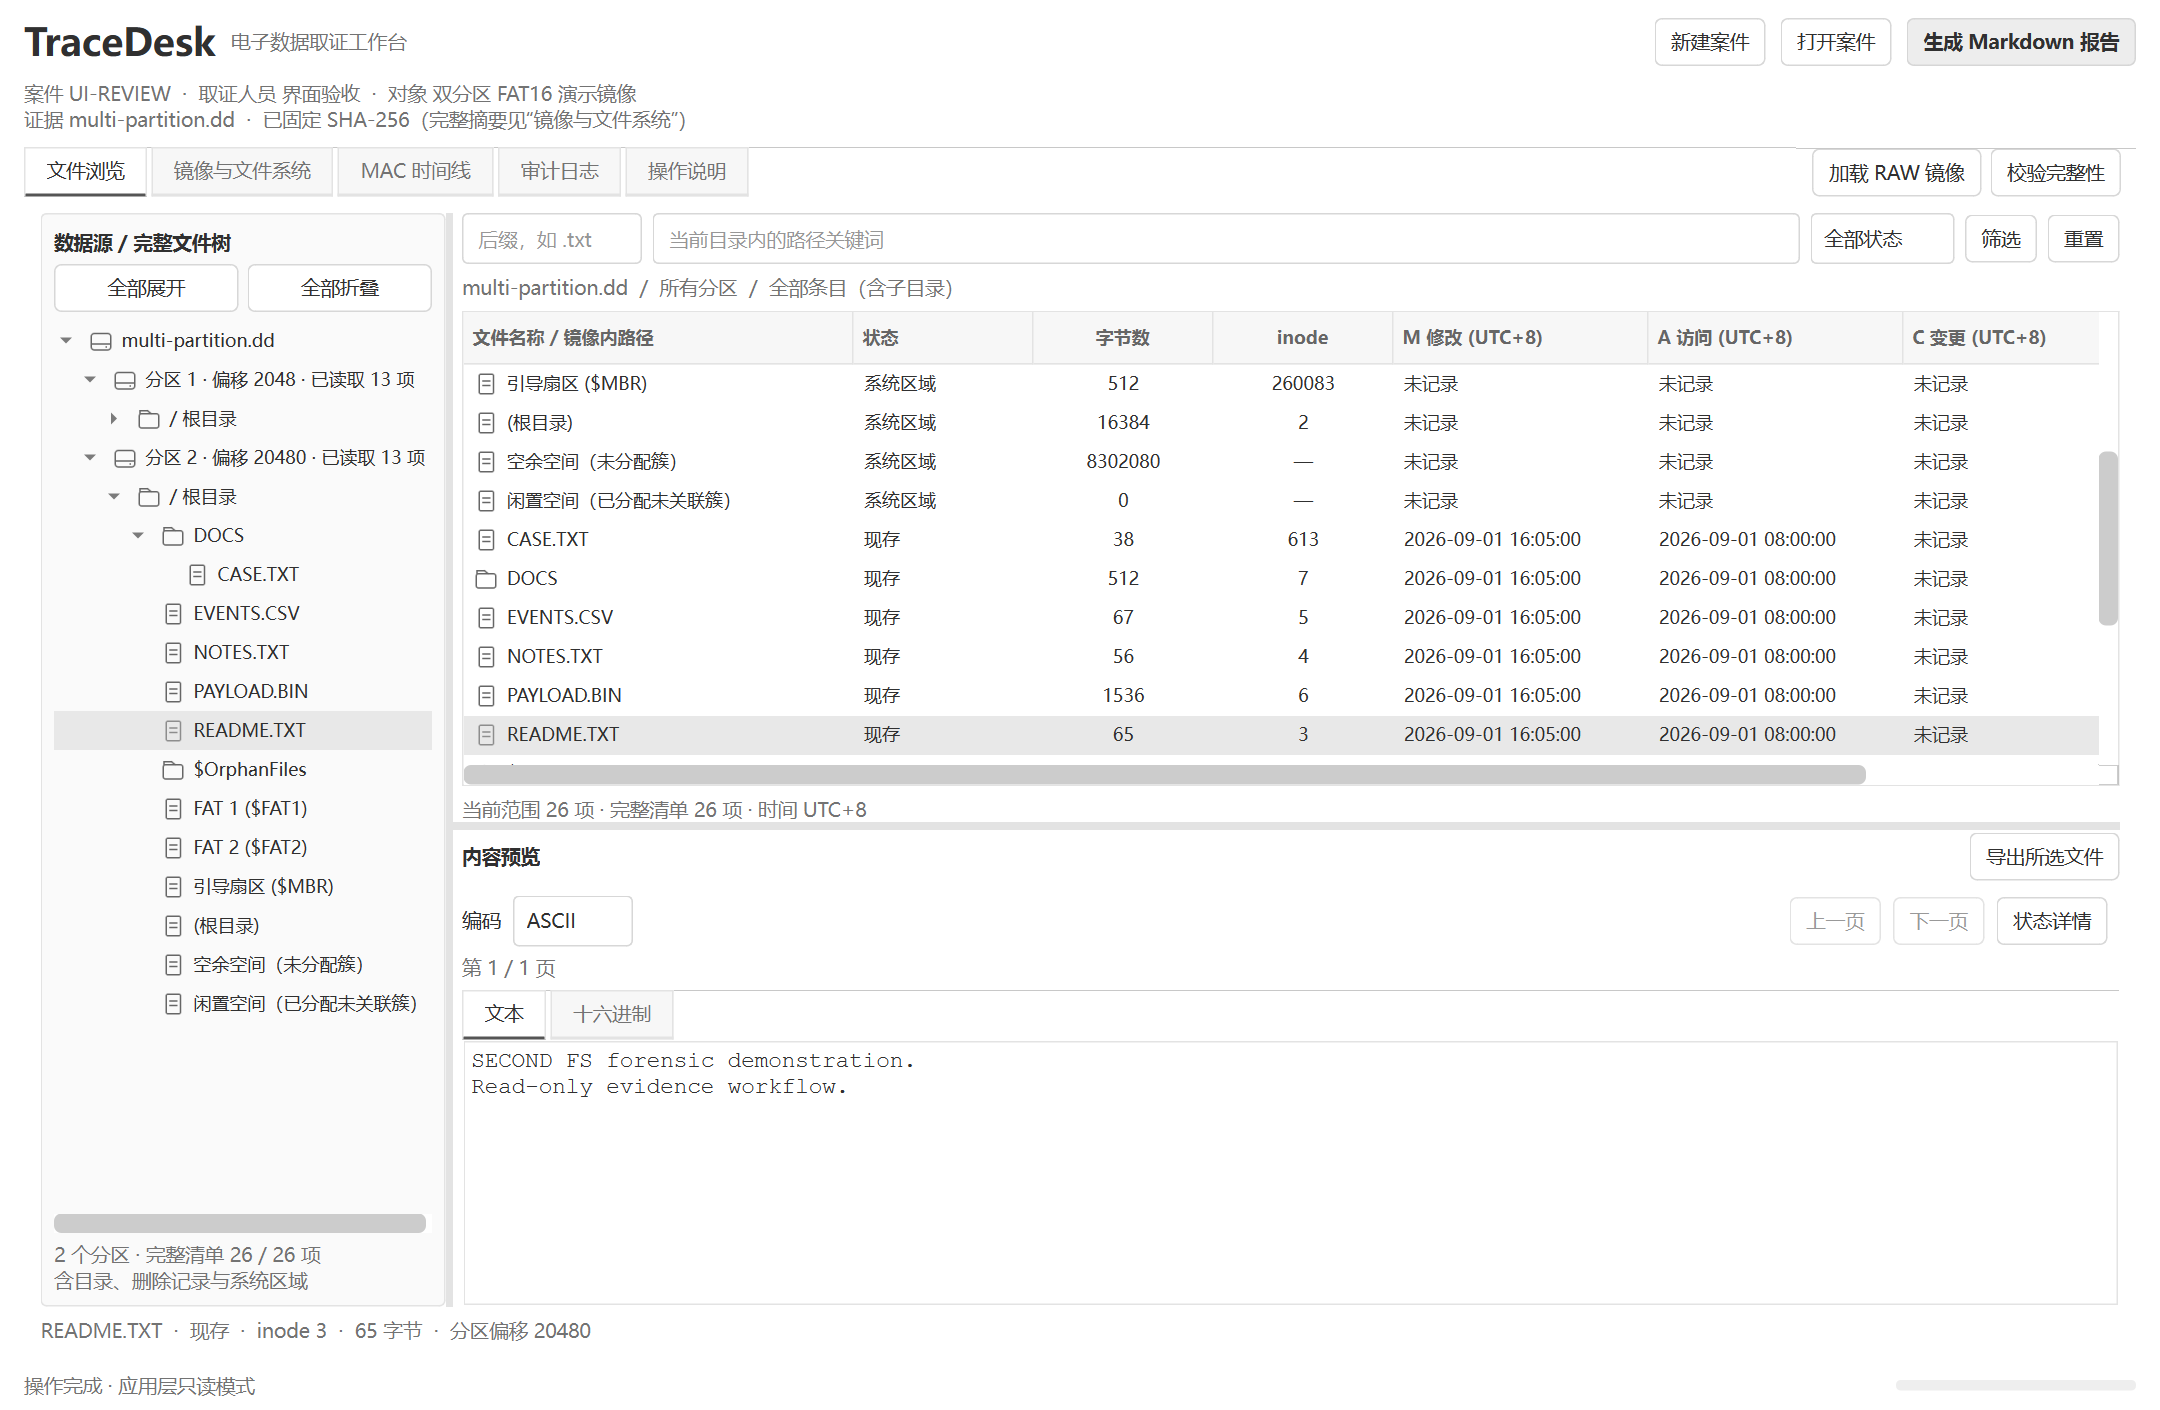 TraceDesk 电子数据取证工作台 新建案件 打开案件 生成 Markdown 报告
案件 UI-REVIEW · 取证人员 界面验收 · 对象 双分区 FAT16 演示镜像
证据 multi-partition.dd · 已固定 SHA-256（完整摘要见“镜像与文件系统”）
文件浏览 镜像与文件系统 MAC 时间线 审计日志 操作说明 加载 RAW 镜像 校验完整性
数据源 / 完整文件树
全部展开 全部折叠
multi-partition.dd
分区 1 · 偏移 2048 · 已读取 13 项
/ 根目录
分区 2 · 偏移 20480 · 已读取 13 项
/ 根目录
DOCS
CASE.TXT
EVENTS.CSV
NOTES.TXT
PAYLOAD.BIN
README.TXT
$OrphanFiles
FAT 1 ($FAT1)
FAT 2 ($FAT2)
引导扇区 ($MBR)
(根目录)
空余空间（未分配簇）
闲置空间（已分配未关联簇）
2 个分区 · 完整清单 26 / 26 项
含目录、删除记录与系统区域
后缀，如 .txt 当前目录内的路径关键词 全部状态 筛选 重置
multi-partition.dd / 所有分区 / 全部条目（含子目录）
文件名称 / 镜像内路径 状态 字节数 inode M 修改 (UTC+8) A 访问 (UTC+8) C 变更 (UTC+8)
引导扇区 ($MBR) 系统区域 512 260083 未记录 未记录 未记录
(根目录) 系统区域 16384 2 未记录 未记录 未记录
空余空间（未分配簇） 系统区域 8302080 — 未记录 未记录 未记录
闲置空间（已分配未关联簇） 系统区域 0 — 未记录 未记录 未记录
CASE.TXT 现存 38 613 2026-09-01 16:05:00 2026-09-01 08:00:00 未记录
DOCS 现存 512 7 2026-09-01 16:05:00 2026-09-01 08:00:00 未记录
EVENTS.CSV 现存 67 5 2026-09-01 16:05:00 2026-09-01 08:00:00 未记录
NOTES.TXT 现存 56 4 2026-09-01 16:05:00 2026-09-01 08:00:00 未记录
PAYLOAD.BIN 现存 1536 6 2026-09-01 16:05:00 2026-09-01 08:00:00 未记录
README.TXT 现存 65 3 2026-09-01 16:05:00 2026-09-01 08:00:00 未记录
当前范围 26 项 · 完整清单 26 项 · 时间 UTC+8
内容预览 导出所选文件
编码 ASCII 上一页 下一页 状态详情
第 1 / 1 页
文本 十六进制
SECOND FS forensic demonstration.
Read-only evidence workflow.
README.TXT · 现存 · inode 3 · 65 字节 · 分区偏移 20480
操作完成 · 应用层只读模式